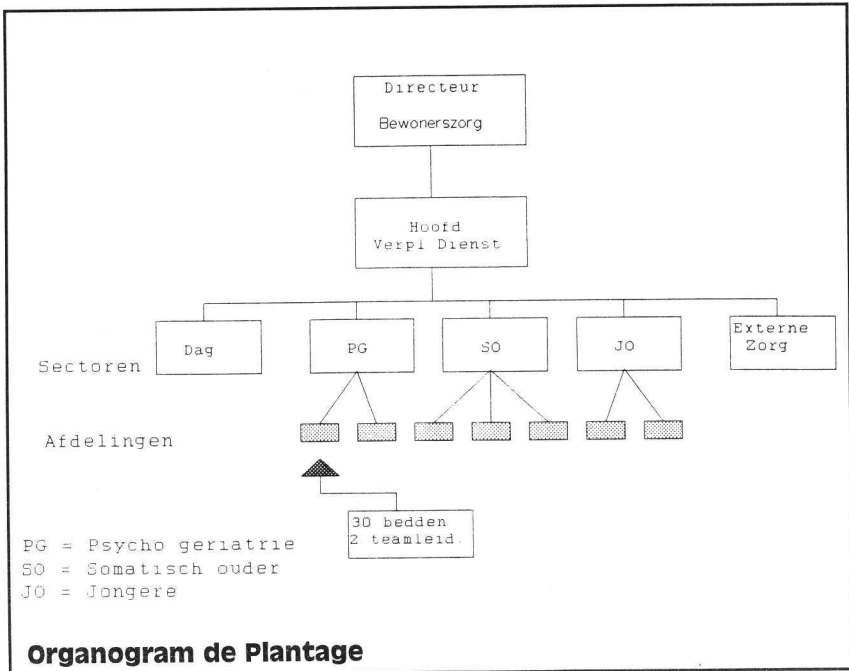 Directeur
Bewonerszorg
Hoofd
Verpl Dienst
Sectoren
Dag
PG
SO
JO
Externe
Zorg
Afdelingen
30 bedden
2 teamleid.
PG = Psycho geriatrie
SO = Somatisch ouder
JO = Jongere
Organogram de Plantage